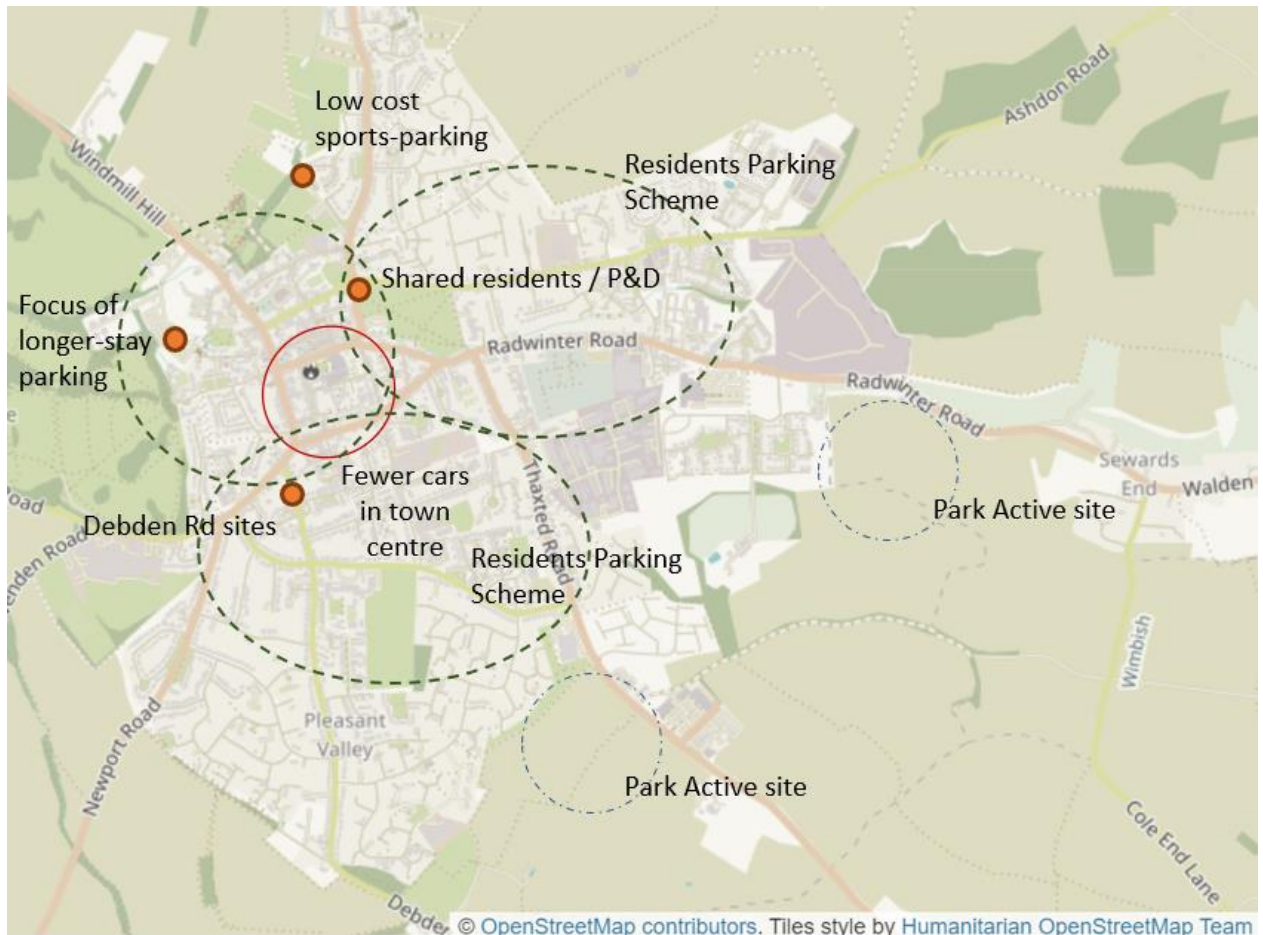 Low cost
sports-parking
Ashdon Road
Windmill Hill
Residents Parking
Scheme
Shared residents / P&D
Focus of
longer-stay
parking
Radwinter Road
Radwinter Road
Sewards
End
Walden
Fewer cars
in town
centre
Thaxted Road
Park Active site
Debden Rd sites
Road
Residents Parking
Scheme
Wimbish
Pleasant
Valley
Newport Road
Park Active site
Cole End Lane
© OpenStreetMap contributors. Tiles style by Humanitarian OpenStreetMap Team